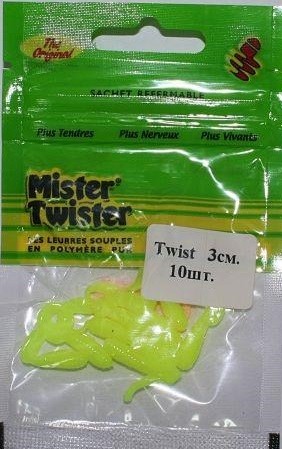 The
Original
SACHET REFERMABLE
Plus Tendres Plus Nerveux Plus Vivants
Mister'
Twister
DES LEURRES SOUPLES
EN POLYMÈRE PUR
Twist 3см.
10шт.